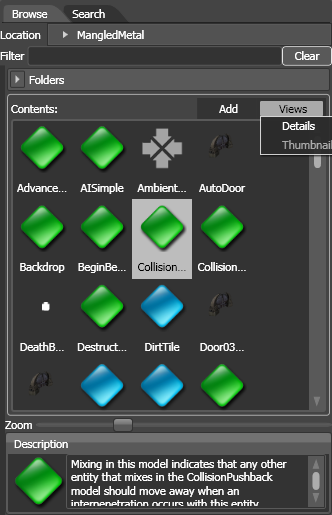 Browse Search
Location MangledMetal
Filter Clear
Folders
Contents: Add Views
Details
Thumbnail
Advance... AISimple Ambient... AutoDoor
Backdrop BeginBe... Collision... Collision...
DeathB... Destruct... DirtTile Door03...
Zoom
Description
Mixing in this model indicates that any other
entity that mixes in the CollisionPushback
model should move away when an
interpenetration occurs with this entity